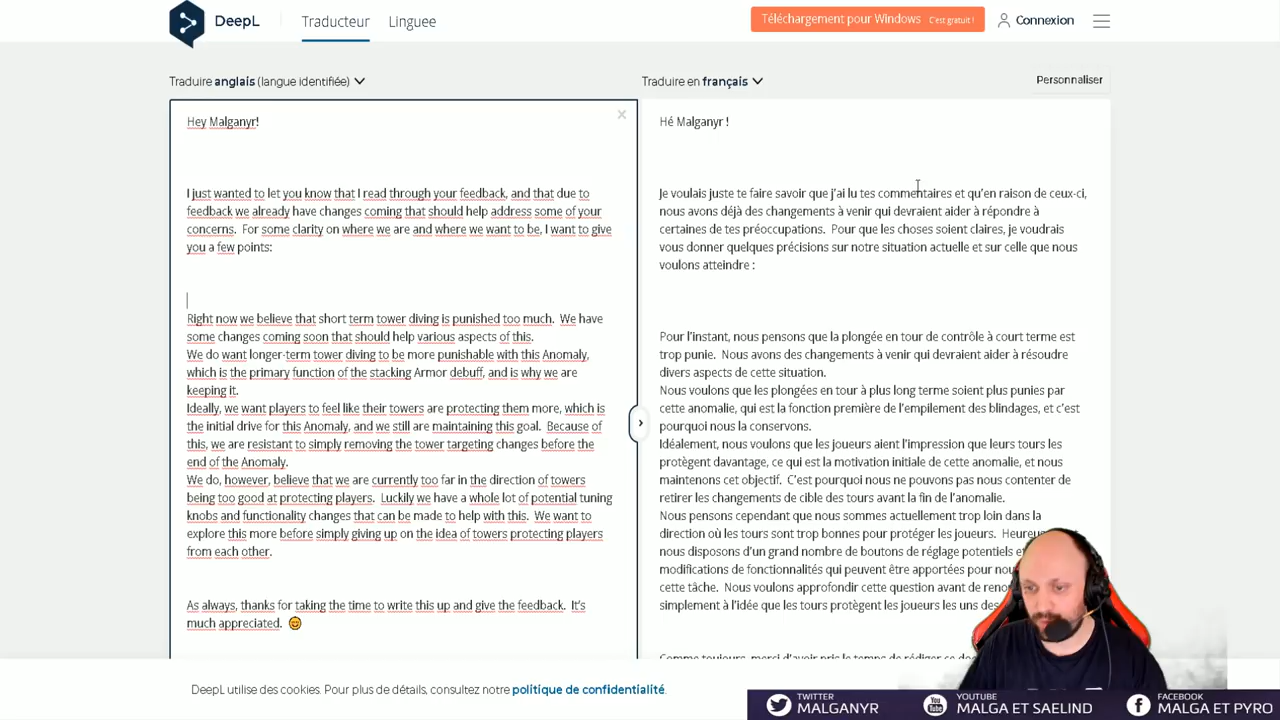 DeepL
Traducteur
Linguee
Téléchargement pour Windows C'est gratuit !
Connexion
Traduire anglais (langue identifiée)
Traduire en français
Personnaliser
Hey Malganyr!
I just wanted to let you know that I read through your feedback, and that due to
feedback we already have changes coming that should help address some of your
concerns. For some clarity on where we are and where we want to be, I want to give
you a few points:
Right now we believe that short term tower diving is punished too much. We have
some changes coming soon that should help various aspects of this.
We do want longer-term tower diving to be more punishable with this Anomaly,
which is the primary function of the stacking Armor debuff, and is why we are
keeping it.
Ideally, we want players to feel like their towers are protecting them more, which is
the initial drive for this Anomaly, and we still are maintaining this goal. Because of
this, we are resistant to simply removing the tower targeting changes before the
end of the Anomaly.
We do, however, believe that we are currently too far in the direction of towers
being too good at protecting players. Luckily we have a whole lot of potential tuning
knobs and functionality changes that can be made to help with this. We want to
explore this more before simply giving up on the idea of towers protecting players
from each other.
As always, thanks for taking the time to write this up and give the feedback. It's
much appreciated.
Hé Malganyr !
Je voulais juste te faire savoir que j'ai lu tes commentaires et qu'en raison de ceux-ci,
nous avons déjà des changements à venir qui devraient aider à répondre à
certaines de tes préoccupations. Pour que les choses soient claires, je voudrais
vous donner quelques précisions sur notre situation actuelle et sur celle que nous
voulons atteindre :
Pour l'instant, nous pensons que la plongée en tour de contrôle à court terme est
trop punie. Nous avons des changements à venir qui devraient aider à résoudre
divers aspects de cette situation.
Nous voulons que les plongées en tour à plus long terme soient plus punies par
cette anomalie, qui est la fonction première de l'empilement des blindages, et c'est
pourquoi nous la conservons.
Idéalement, nous voulons que les joueurs aient l'impression que leurs tours les
protègent davantage, ce qui est la motivation initiale de cette anomalie, et nous
maintenons cet objectif. C'est pourquoi nous ne pouvons pas nous contenter de
retirer les changements de cible des tours avant la fin de l'anomalie.
Nous pensons cependant que nous sommes actuellement trop loin dans la
direction où les tours sont trop bonnes pour protéger les joueurs.
nous disposons d'un grand nombre de boutons de réglage potentiels
modifications de fonctionnalités qui peuvent être apportées pour
cette tâche. Nous voulons approfondir cette question avant de
simplement à l'idée que les tours protègent les joueurs les uns
Comme toujours, merci d'avoir pris le temps de rédiger ce
DeepL utilise des cookies. Pour plus de détails, consultez notre politique de confidentialité.
TWITTER
MALGANYR
YOUTUBE
MALGA ET SAELIND
FACEBOOK
MALGA ET PYRO